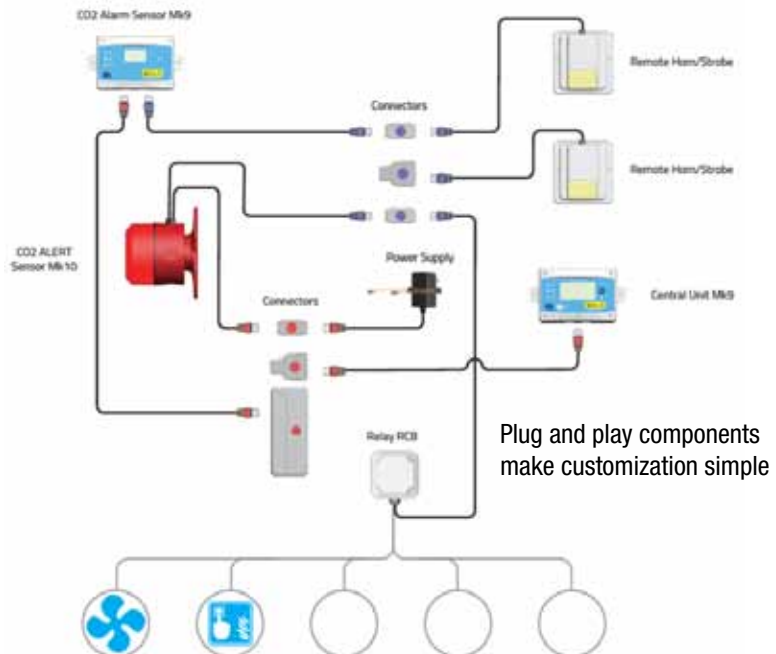 CO2 Alarm Sensor Mk9
Remote Horn/Strobe
Connectors
Remote Horn/Strobe
CO2 ALERT
Sensor Mk10
Power Supply
Central Unit Mk9
Connectors
Plug and play components
make customization simple
Relay RCB